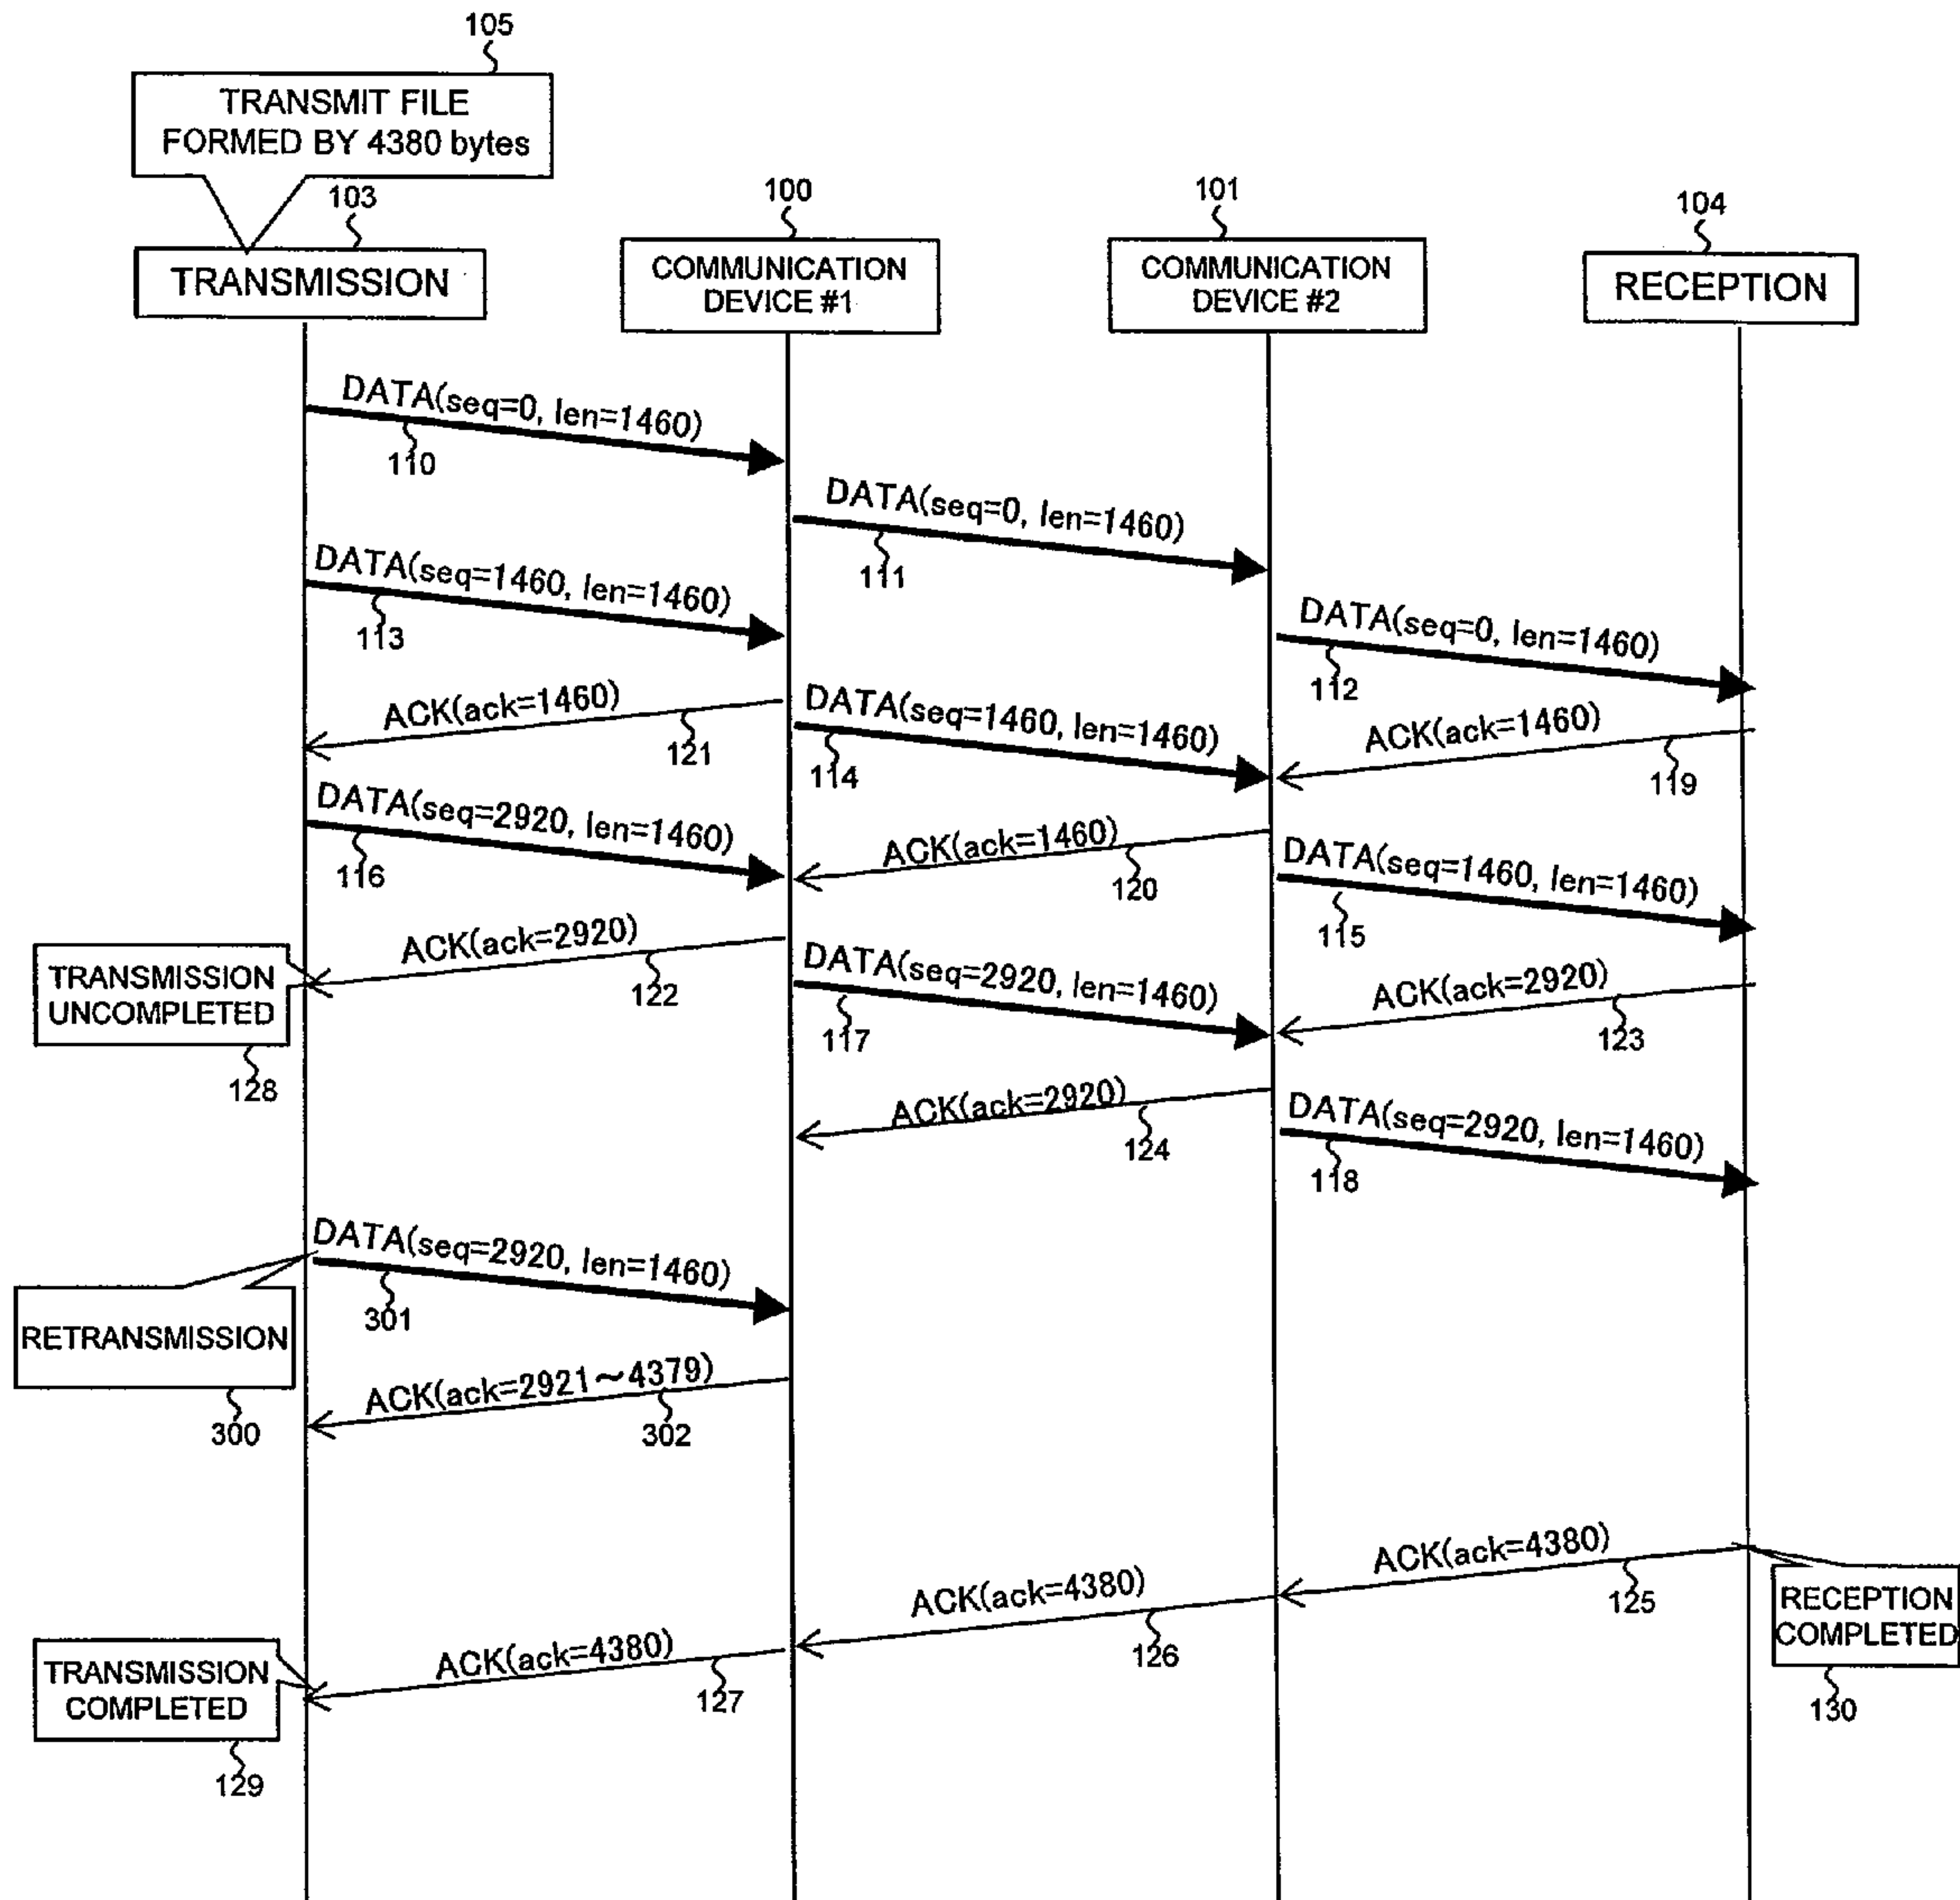 105
TRANSMIT FILE
FORMED BY 4380 bytes
103
100
101
104
TRANSMISSION
COMMUNICATION
DEVICE #1
COMMUNICATION
DEVICE #2
RECEPTION
DATA(seq=0, len=1460)
110
DATA(seq=0, len=1460)
111
DATA(seq=1460, len=1460)
113
DATA(seq=0, len=1460)
112
ACK(ack=1460)
121
DATA(seq=1460, len=1460)
114
ACK(ack=1460)
119
DATA(seq=2920, len=1460)
116
ACK(ack=1460)
120
DATA(seq=1460, len=1460)
115
ACK(ack=2920)
122
TRANSMISSION
UNCOMPLETED
128
DATA(seq=2920, len=1460)
117
ACK(ack=2920)
123
ACK(ack=2920)
124
DATA(seq=2920, len=1460)
118
DATA(seq=2920, len=1460)
301
RETRANSMISSION
300
ACK(ack=2921～4379)
302
ACK(ack=4380)
125
RECEPTION
COMPLETED
130
ACK(ack=4380)
126
ACK(ack=4380)
127
TRANSMISSION
COMPLETED
129